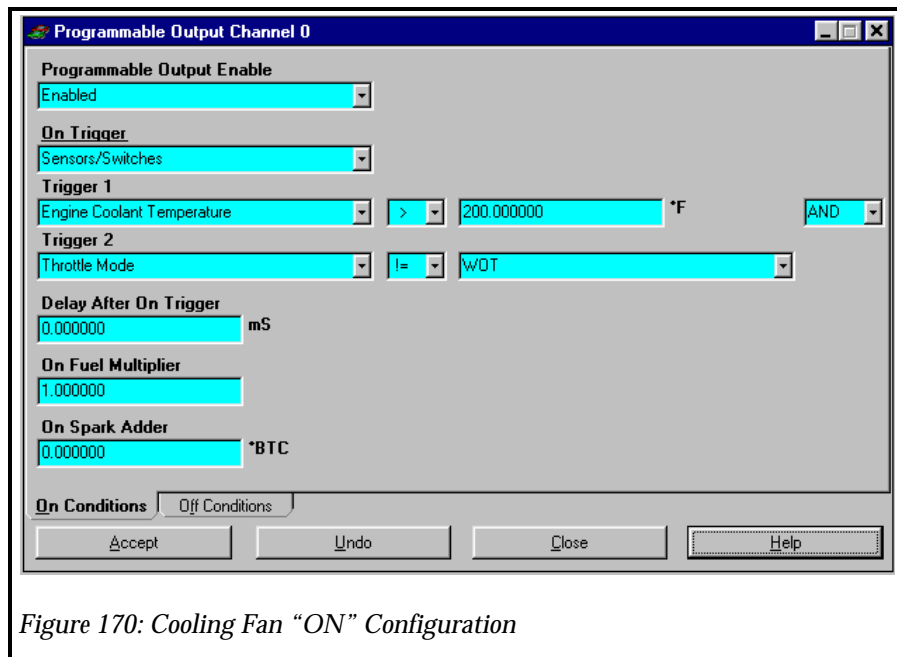 Programmable Output Channel 0
Programmable Output Enable
Enabled
On Trigger
Sensors/Switches
Trigger 1
Engine Coolant Temperature > 200.000000 °F AND
Trigger 2
Throttle Mode != WOT
Delay After On Trigger
0.000000 mS
On Fuel Multiplier
1.000000
On Spark Adder
0.000000 °BTC
On Conditions Off Conditions
Accept Undo Close Help
Figure 170: Cooling Fan “ON” Configuration